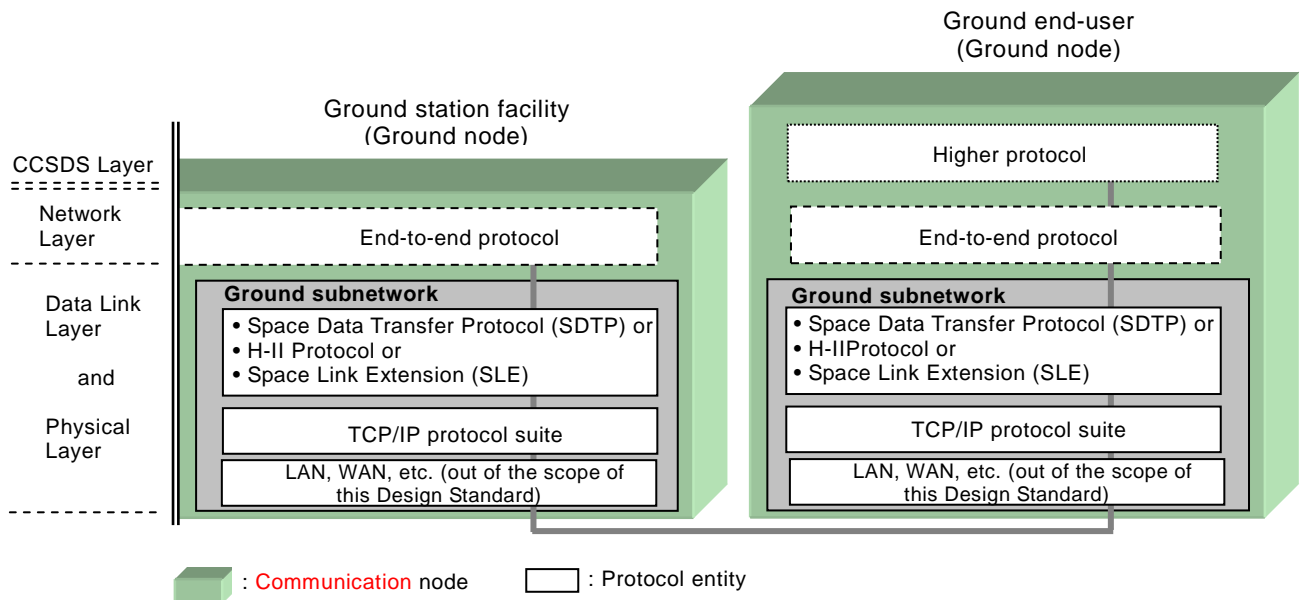 Ground end-user
(Ground node)
Ground station facility
(Ground node)
CCSDS Layer
Network
Layer
Data Link
Layer
and
Physical
Layer
End-to-end protocol
Ground subnetwork
• Space Data Transfer Protocol (SDTP) or
• H-II Protocol or
• Space Link Extension (SLE)
TCP/IP protocol suite
LAN, WAN, etc. (out of the scope of
this Design Standard)
Higher protocol
End-to-end protocol
Ground subnetwork
• Space Data Transfer Protocol (SDTP) or
• H-IIProtocol or
• Space Link Extension (SLE)
TCP/IP protocol suite
LAN, WAN, etc. (out of the scope of
this Design Standard)
: Communication node
: Protocol entity